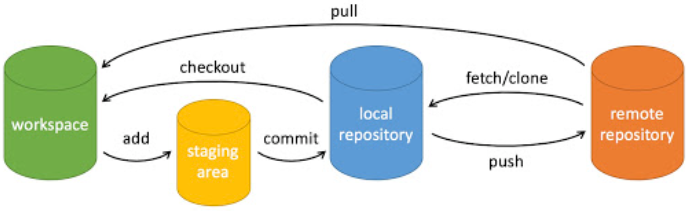 pull
checkout
fetch/clone
workspace
add
staging
area
commit
local
repository
push
remote
repository